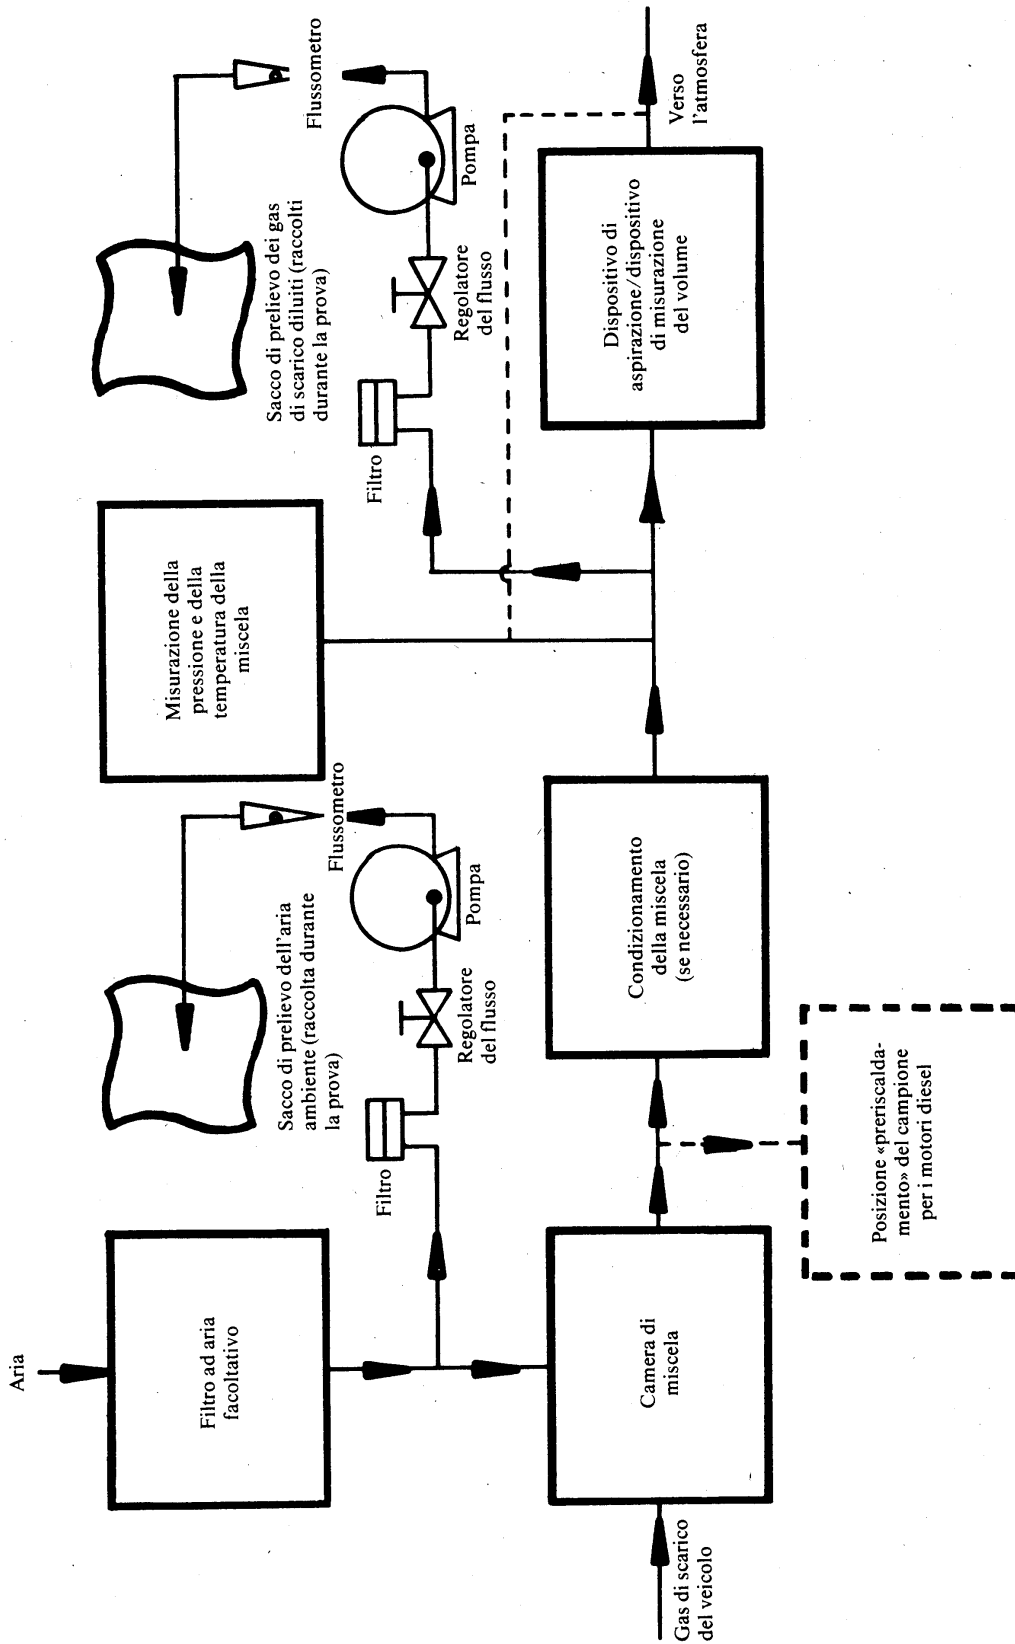 Aria
Filtro ad aria
facoltativo
Sacco di prelievo dell'aria
ambiente (raccolta durante
la prova)
Filtro
Regolatore
del flusso
Pompa
Flussometro
Misurazione della
pressione e della
temperatura della
miscela
Sacco di prelievo dei gas
di scarico diluiti (raccolti
durante la prova)
Filtro
Regolatore
del flusso
Pompa
Flussometro
Gas di scarico
del veicolo
Camera di
miscela
Condizionamento
della miscela
(se necessario)
Dispositivo di
aspirazione/dispositivo
di misurazione
del volume
Verso
l'atmosfera
Posizione «preriscalda-
mento» del campione
per i motori diesel